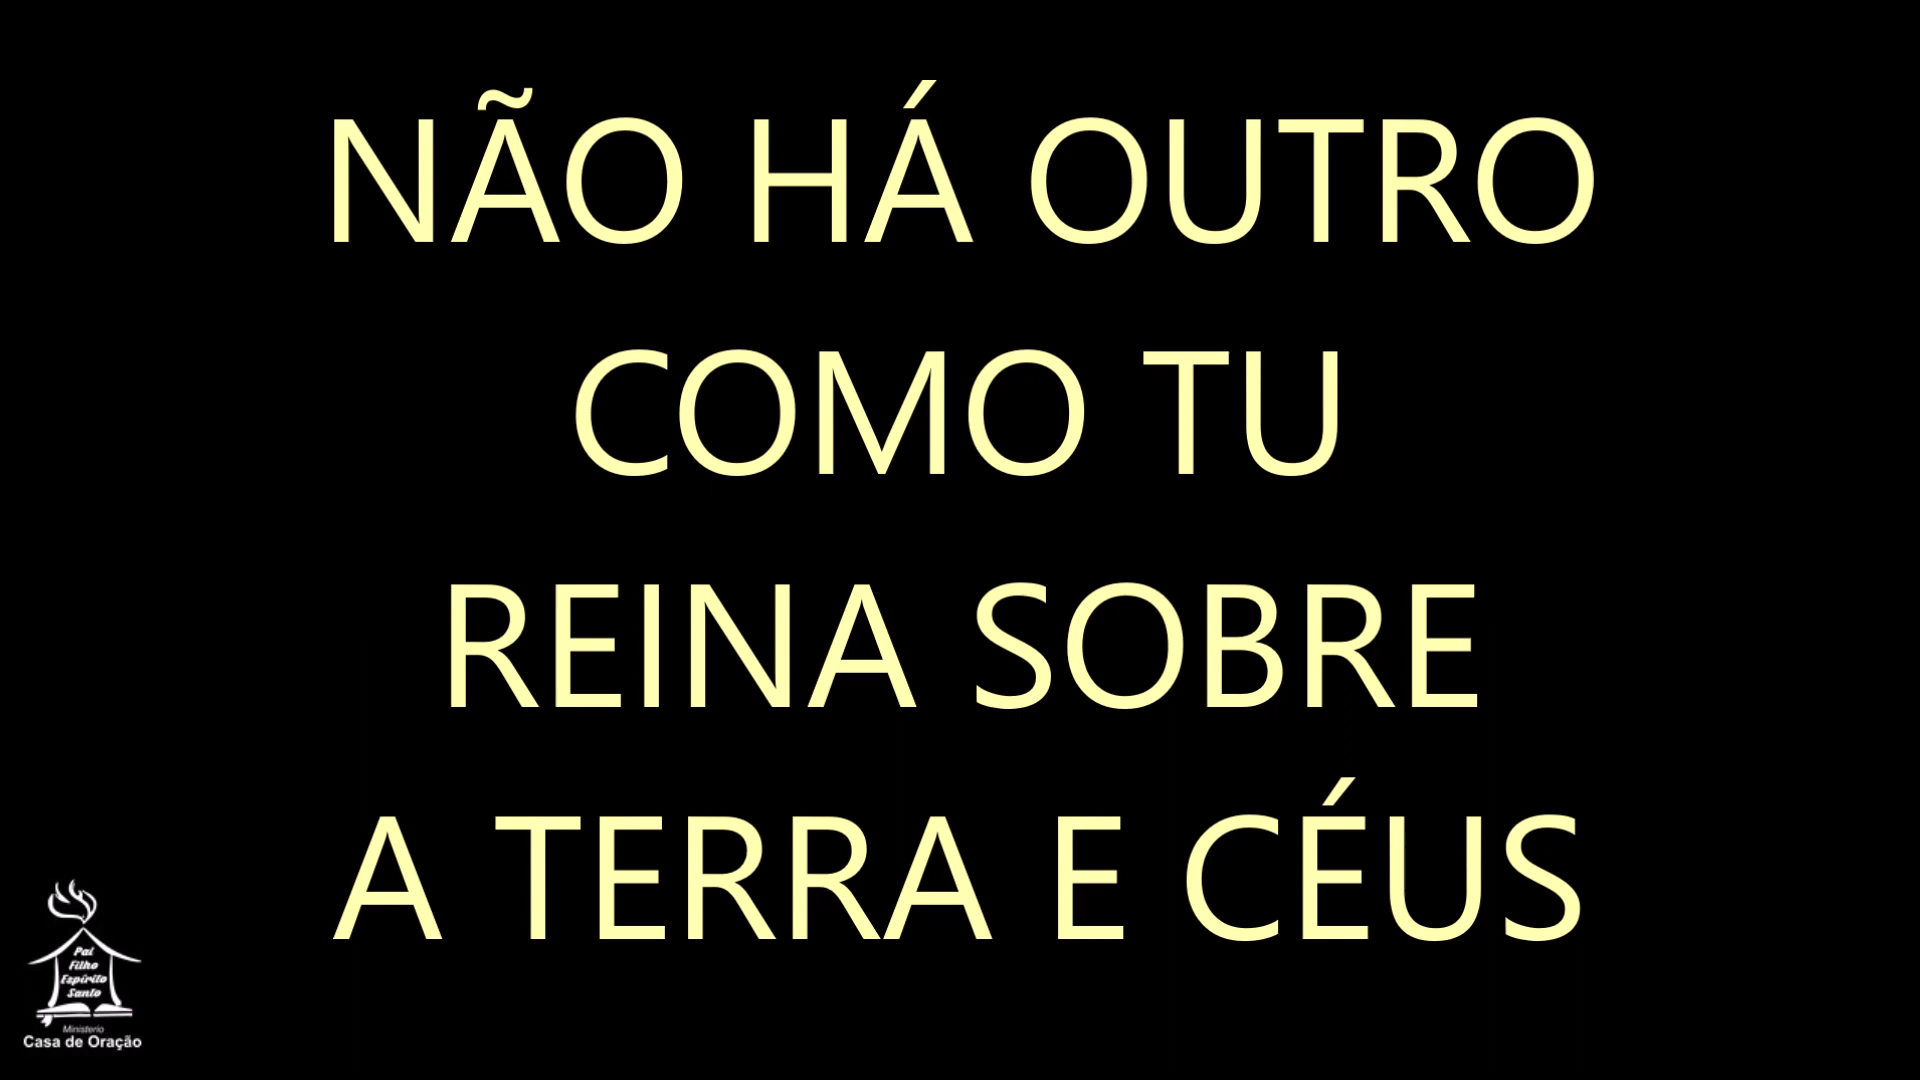 NÃO HÁ OUTRO
COMO TU
REINA SOBRE
A TERRA E CÉUS
Pai
Filho
Espírito
Santo
Ministerio
Casa de Oração